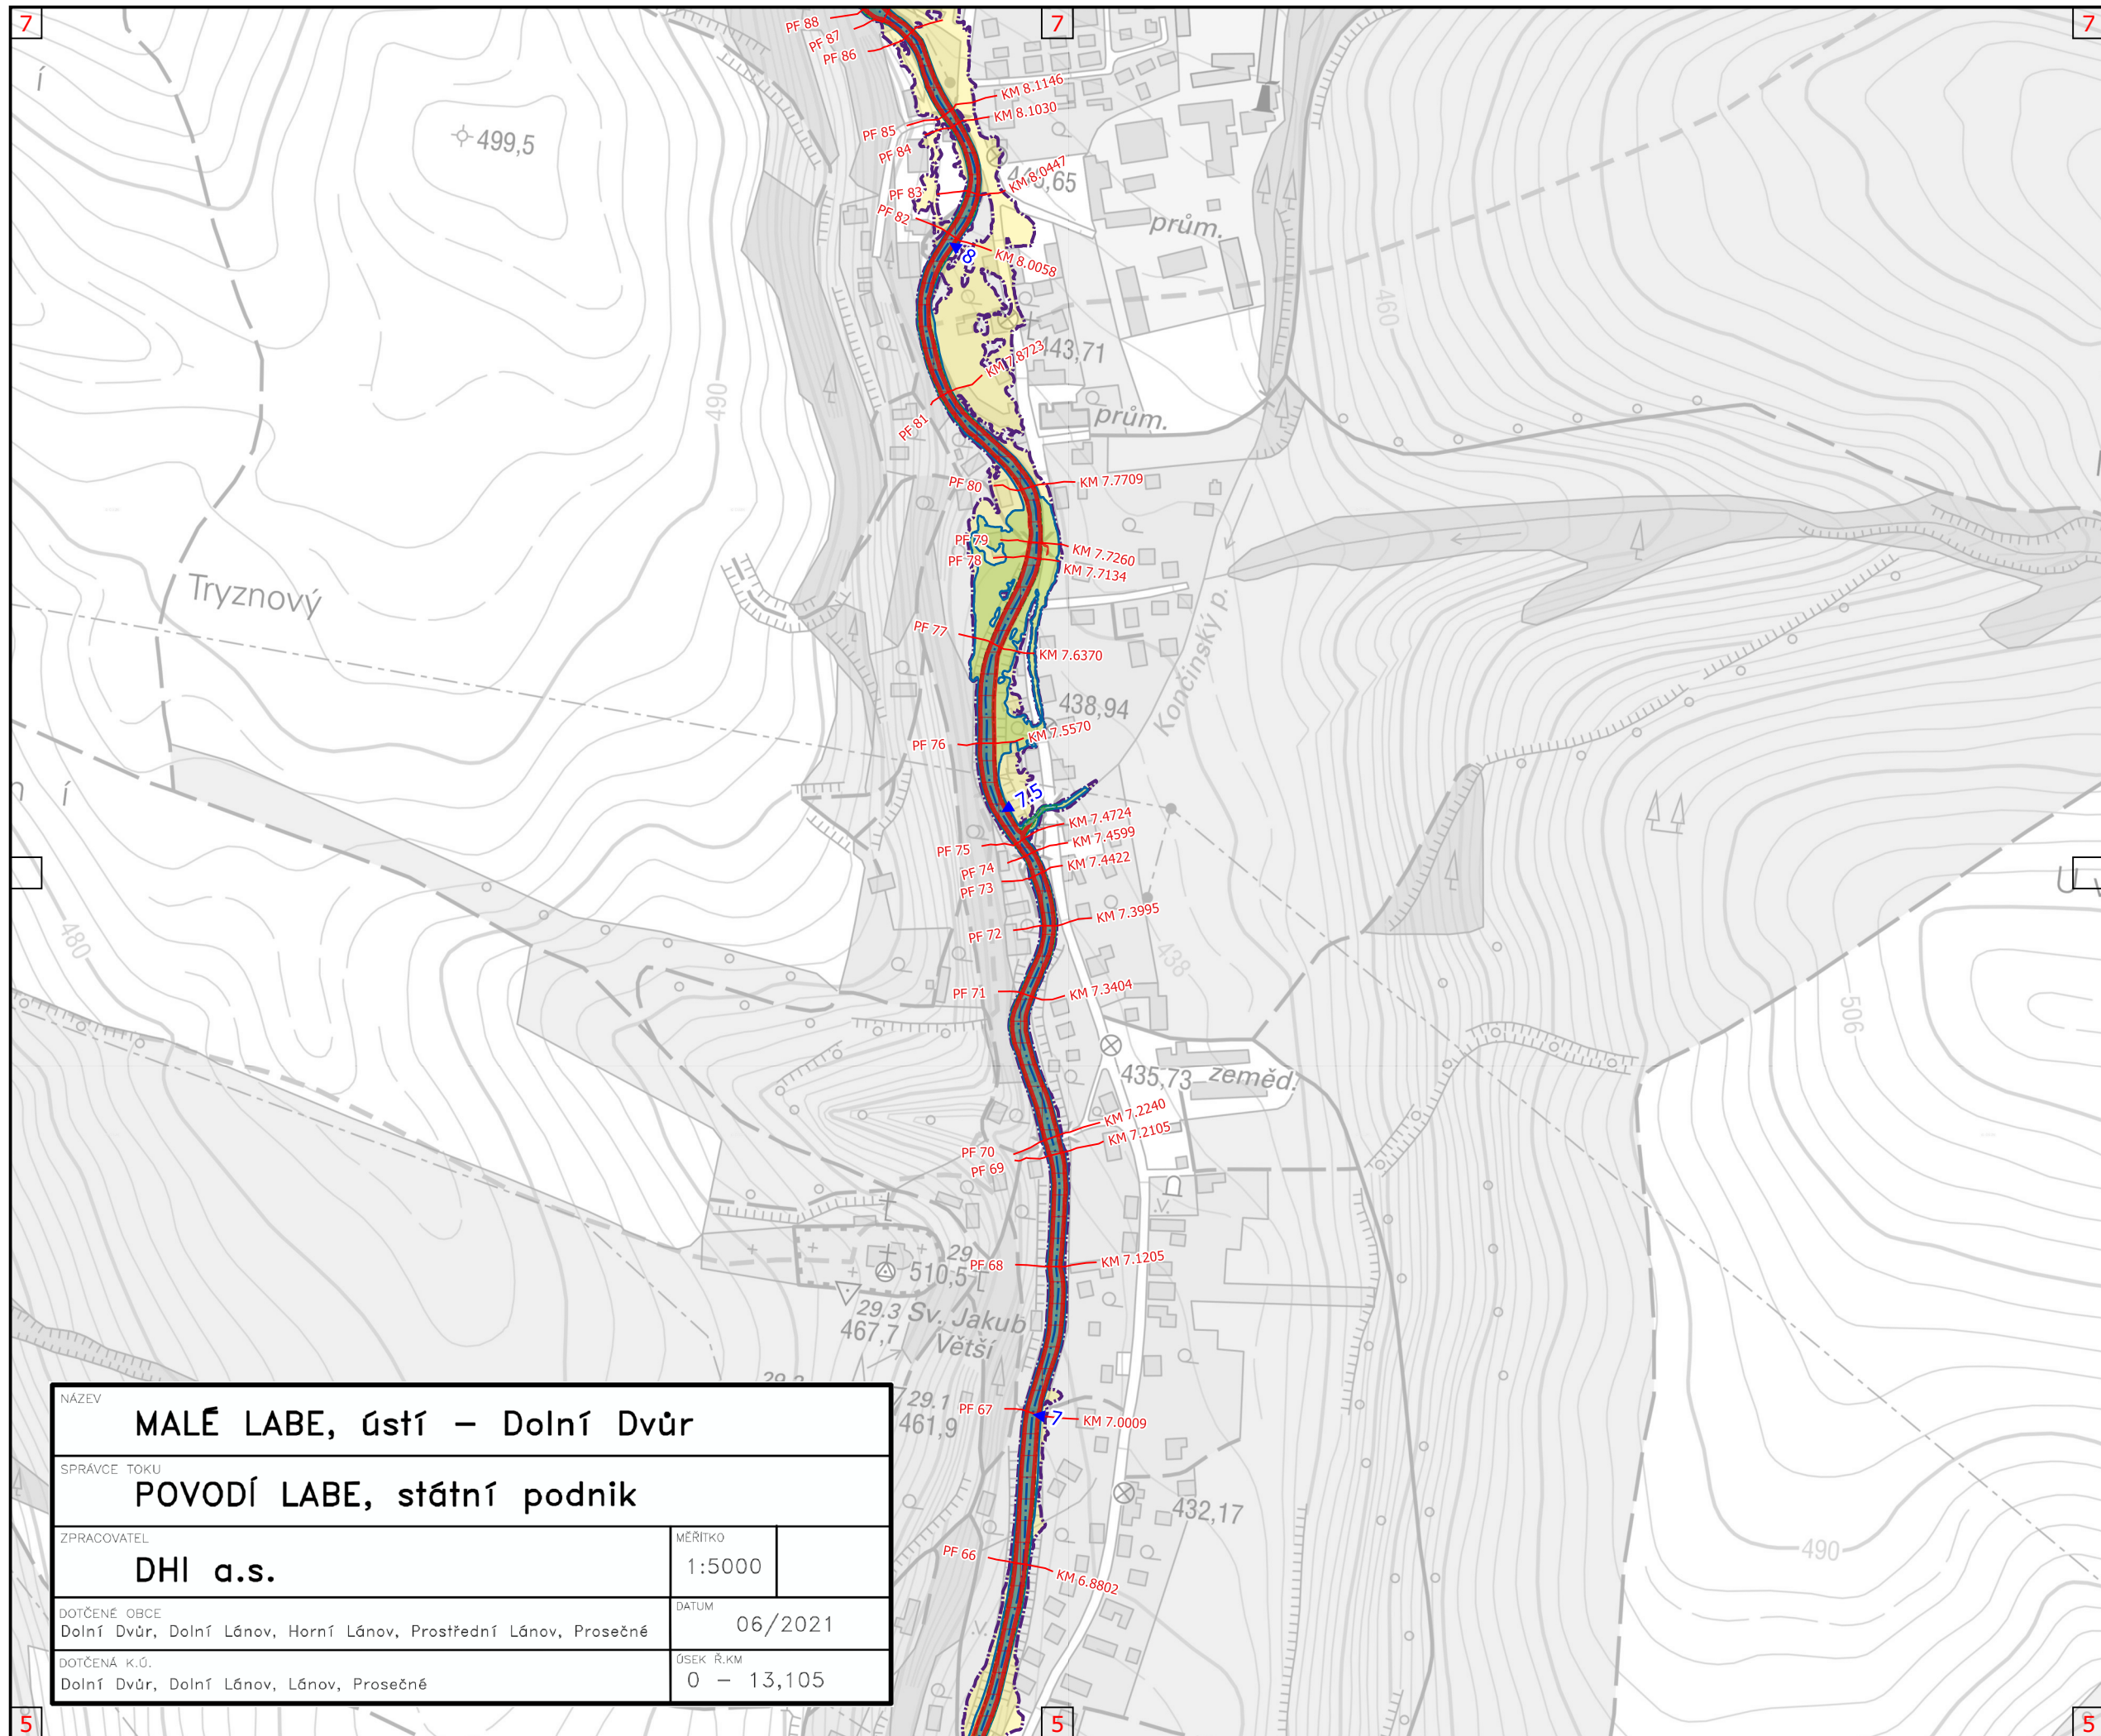 7
7
7
PF 88
PF 87
PF 86
KM 8.1146
KM 8.1030
PF 85
PF 84
í
499,5
KM 8.0447
PF 83
PF 82
prům.
8
KM 8.0058
460
443,71
KM 7.8723
490
PF 81
prům.
PF 80
KM 7.7709
PF 79
KM 7.7260
PF 78
KM 7.7134
Tryznový
PF 77
KM 7.6370
Končinský p.
438,94
KM 7.5570
PF 76
n í
7.5
KM 7.4724
KM 7.4599
PF 75
KM 7.4422
PF 74
PF 73
KM 7.3995
PF 72
480
438
PF 71
KM 7.3404
506
435,73
zeměd.
KM 7.2240
KM 7.2105
PF 70
PF 69
29
510,5
PF 68
KM 7.1205
29.3 Sv. Jakub
467,7
Větší
29.1
461,9
PF 67
7
KM 7.0009
432,17
PF 66
KM 6.8802
490
NÁZEV
MALÉ LABE, ústí – Dolní Dvůr
SPRÁVCE TOKU
POVODÍ LABE, státní podnik
ZPRACOVATEL
DHI a.s.
MĚŘÍTKO
1:5000
DOTČENÉ OBCE
Dolní Dvůr, Dolní Lánov, Horní Lánov, Prostřední Lánov, Prosečné
DATUM
06/2021
DOTČENÁ K.Ú.
Dolní Dvůr, Dolní Lánov, Lánov, Prosečné
ÚSEK Ř.KM
0 – 13,105
5
5
5